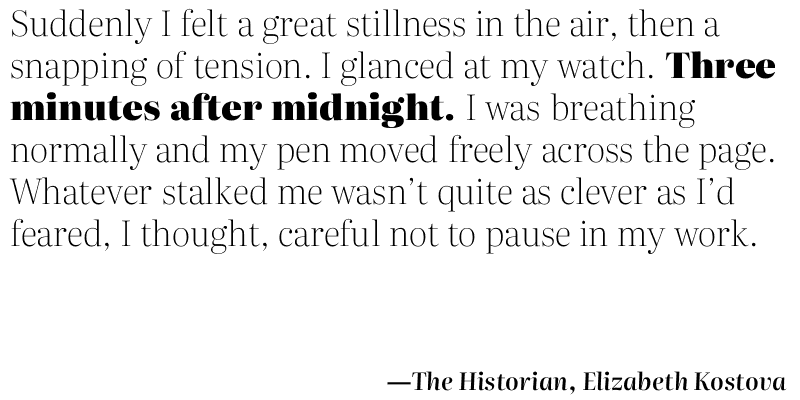 Suddenly I felt a great stillness in the air, then a
snapping of tension. I glanced at my watch. Three
minutes after midnight. I was breathing
normally and my pen moved freely across the page.
Whatever stalked me wasn’t quite as clever as I’d
feared, I thought, careful not to pause in my work.
—The Historian, Elizabeth Kostova